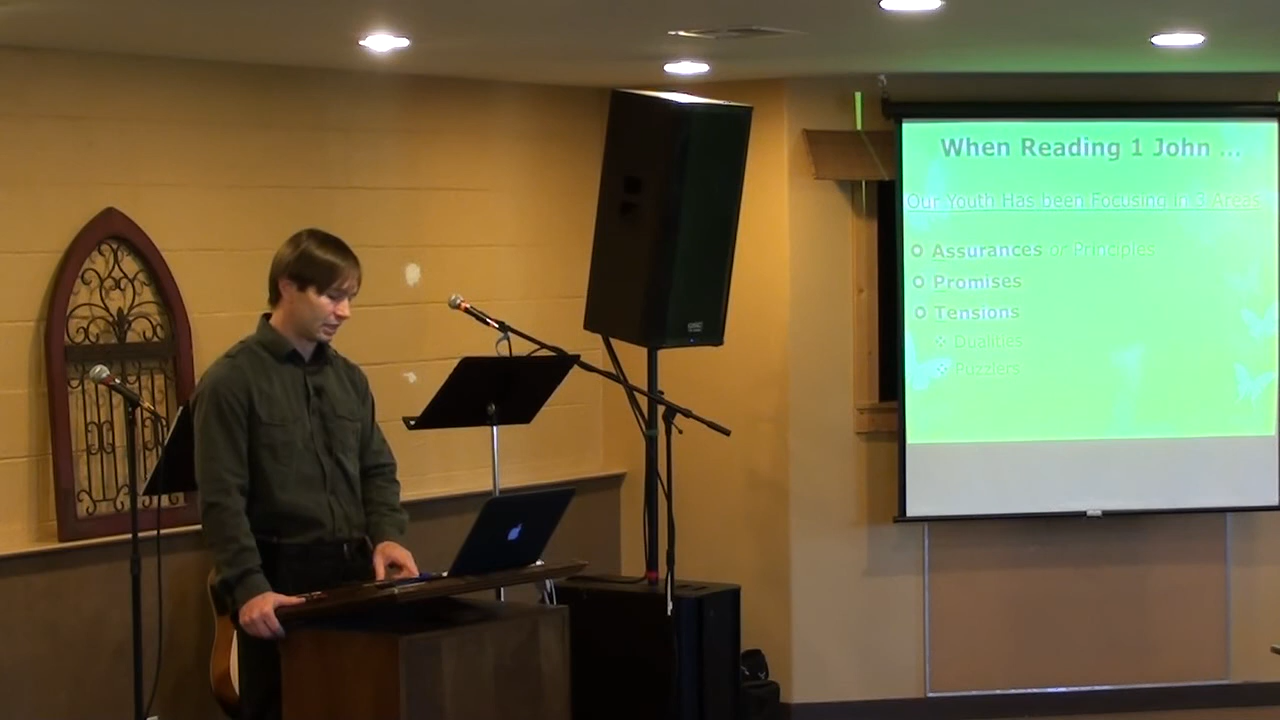 When Reading 1 John ...
Our Youth Has been Focusing in 3 Areas
Assurances or Principles
Promises
Tensions
Dualities
Puzzlers